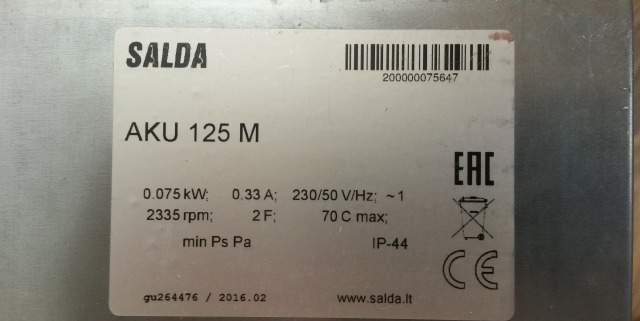 SALDA
200000075647
AKU 125 M
EAC
0.075 kW; 0.33 A; 230/50 V/Hz; ~1
2335 rpm; 2 F; 70 C max;
min Ps Pa IP-44
CE
gu264476 / 2016.02 www.salda.lt